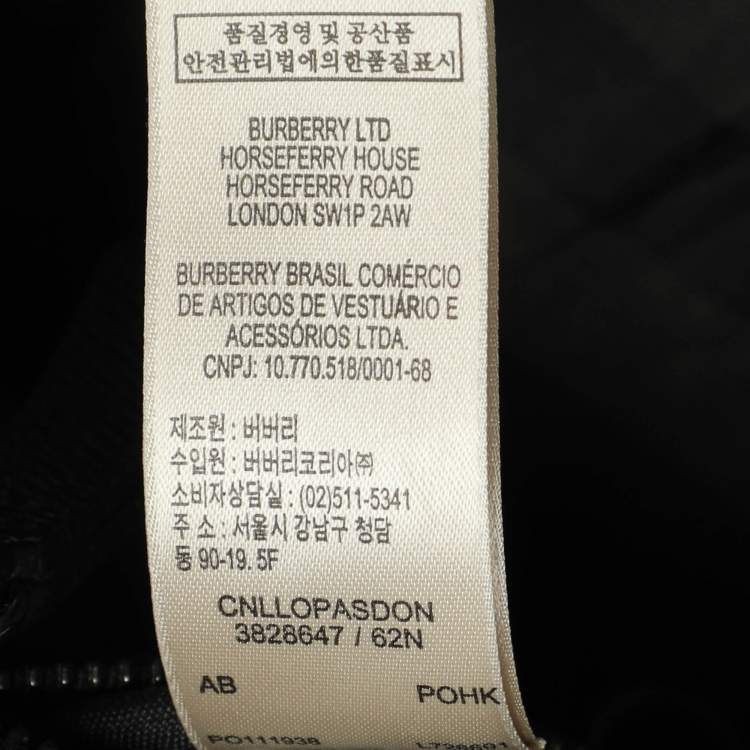 품질경영 및 공산품
안전관리법에의한품질표시
BURBERRY LTD
HORSEFERRY HOUSE
HORSEFERRY ROAD
LONDON SW1P 2AW
BURBERRY BRASIL COMÉRCIO
DE ARTIGOS DE VESTUÁRIO E
ACESSÓRIOS LTDA.
CNPJ: 10.770.518/0001-68
제조원 : 버버리
수입원 : 버버리코리아㈜
소비자상담실 : (02)511-5341
주 소 : 서울시 강남구 청담
동 90-19. 5F
CNLLOPASDON
3828647 / 62N
AB
POHK
PO111938